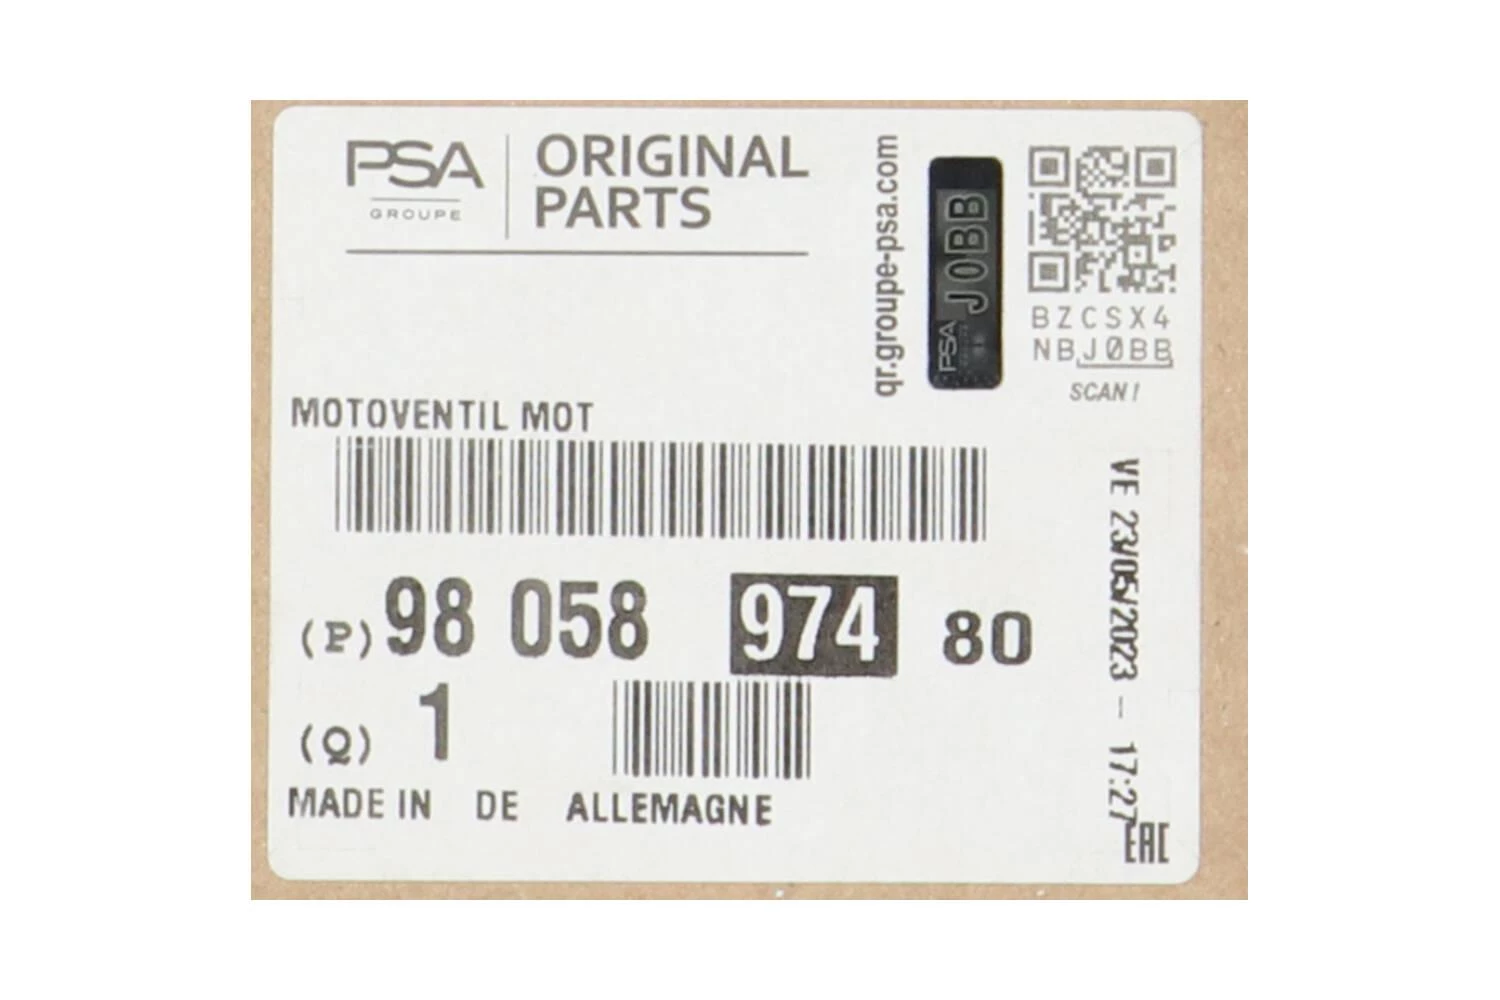 PSA
GROUPE
ORIGINAL
PARTS
qr.groupe-psa.com
J0BB
PSA
BZCSX4
NBJ0BB
SCAN!
MOTOVENTIL MOT
(P) 98 058 974 80
(Q) 1
MADE IN DE ALLEMAGNE
VE 23/05/2023 - 17:27
EAC